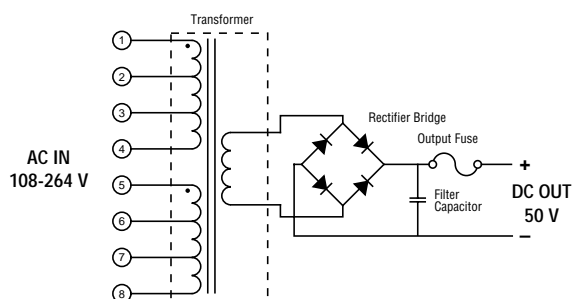 Transformer
1
2
3
4
5
6
7
8
AC IN
108-264 V
Rectifier Bridge
Output Fuse
Filter
Capacitor
+
DC OUT
50 V
–